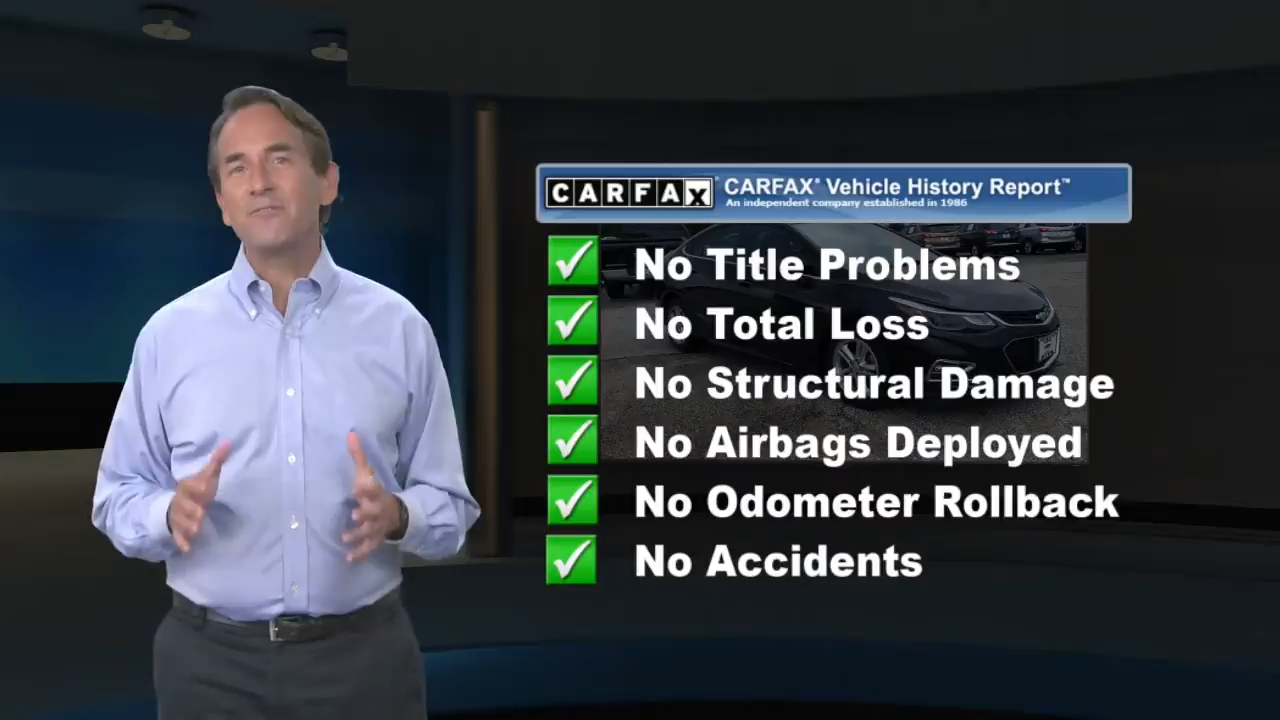 CARFAX
CARFAX® Vehicle History Report™
An independent company established in 1986
No Title Problems
No Total Loss
No Structural Damage
No Airbags Deployed
No Odometer Rollback
No Accidents